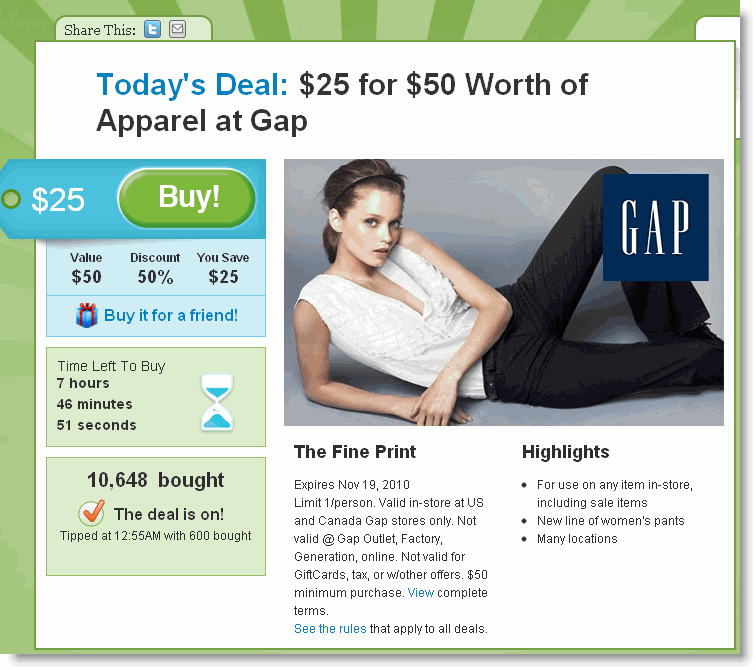 Share This:
Today's Deal: $25 for $50 Worth of
Apparel at Gap
$25
Buy!
Value Discount You Save
$50 50% $25
Buy it for a friend!
Time Left To Buy
7 hours
46 minutes
51 seconds
10,648 bought
The deal is on!
Tipped at 12:55AM with 600 bought
GAP
The Fine Print
Expires Nov 19, 2010
Limit 1/person. Valid in-store at US
and Canada Gap stores only. Not
valid @ Gap Outlet, Factory,
Generation, online. Not valid for
GiftCards, tax, or w/other offers. $50
minimum purchase. View complete
terms.
See the rules that apply to all deals.
Highlights
For use on any item in-store,
including sale items
New line of women's pants
Many locations